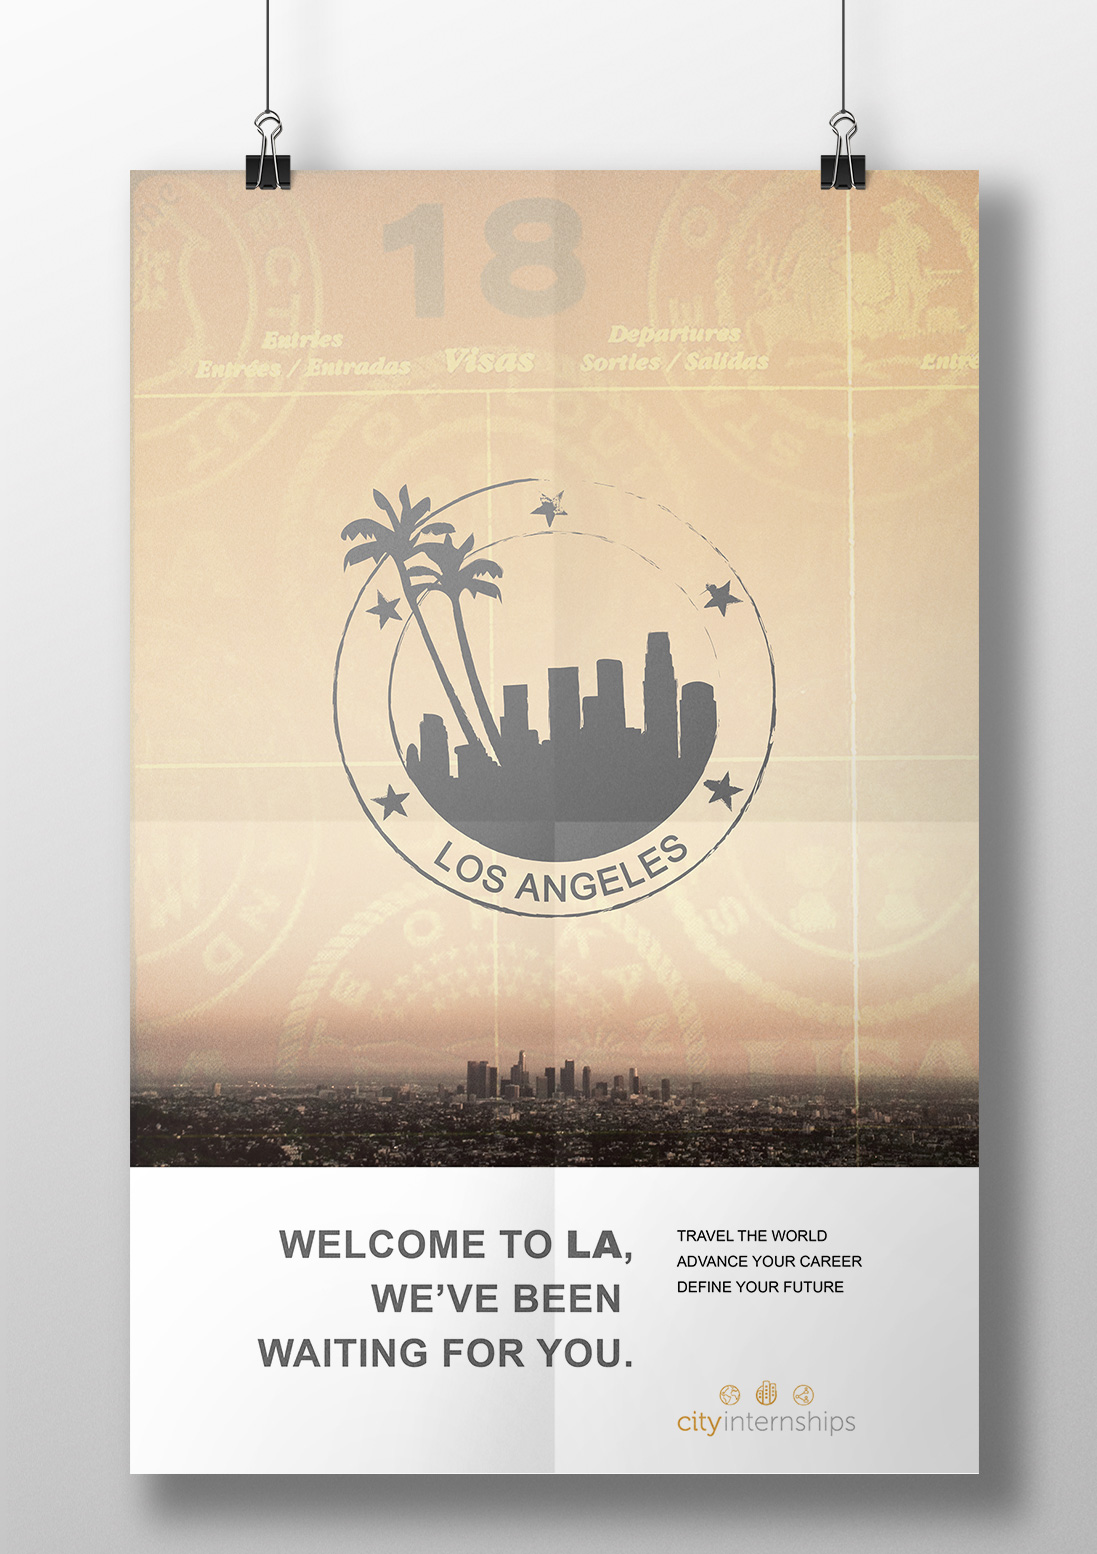 18
Entries
Departures
Entrées / Entradas
Visas
Sorties / Salidas
Entré
LOS ANGELES
WELCOME TO LA,
WE’VE BEEN
WAITING FOR YOU.
TRAVEL THE WORLD
ADVANCE YOUR CAREER
DEFINE YOUR FUTURE
cityinternships